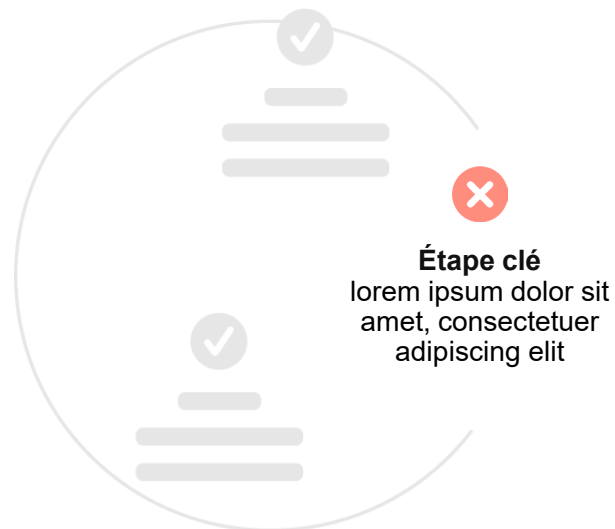 Étape clé
lorem ipsum dolor sit
amet, consectetuer
adipiscing elit